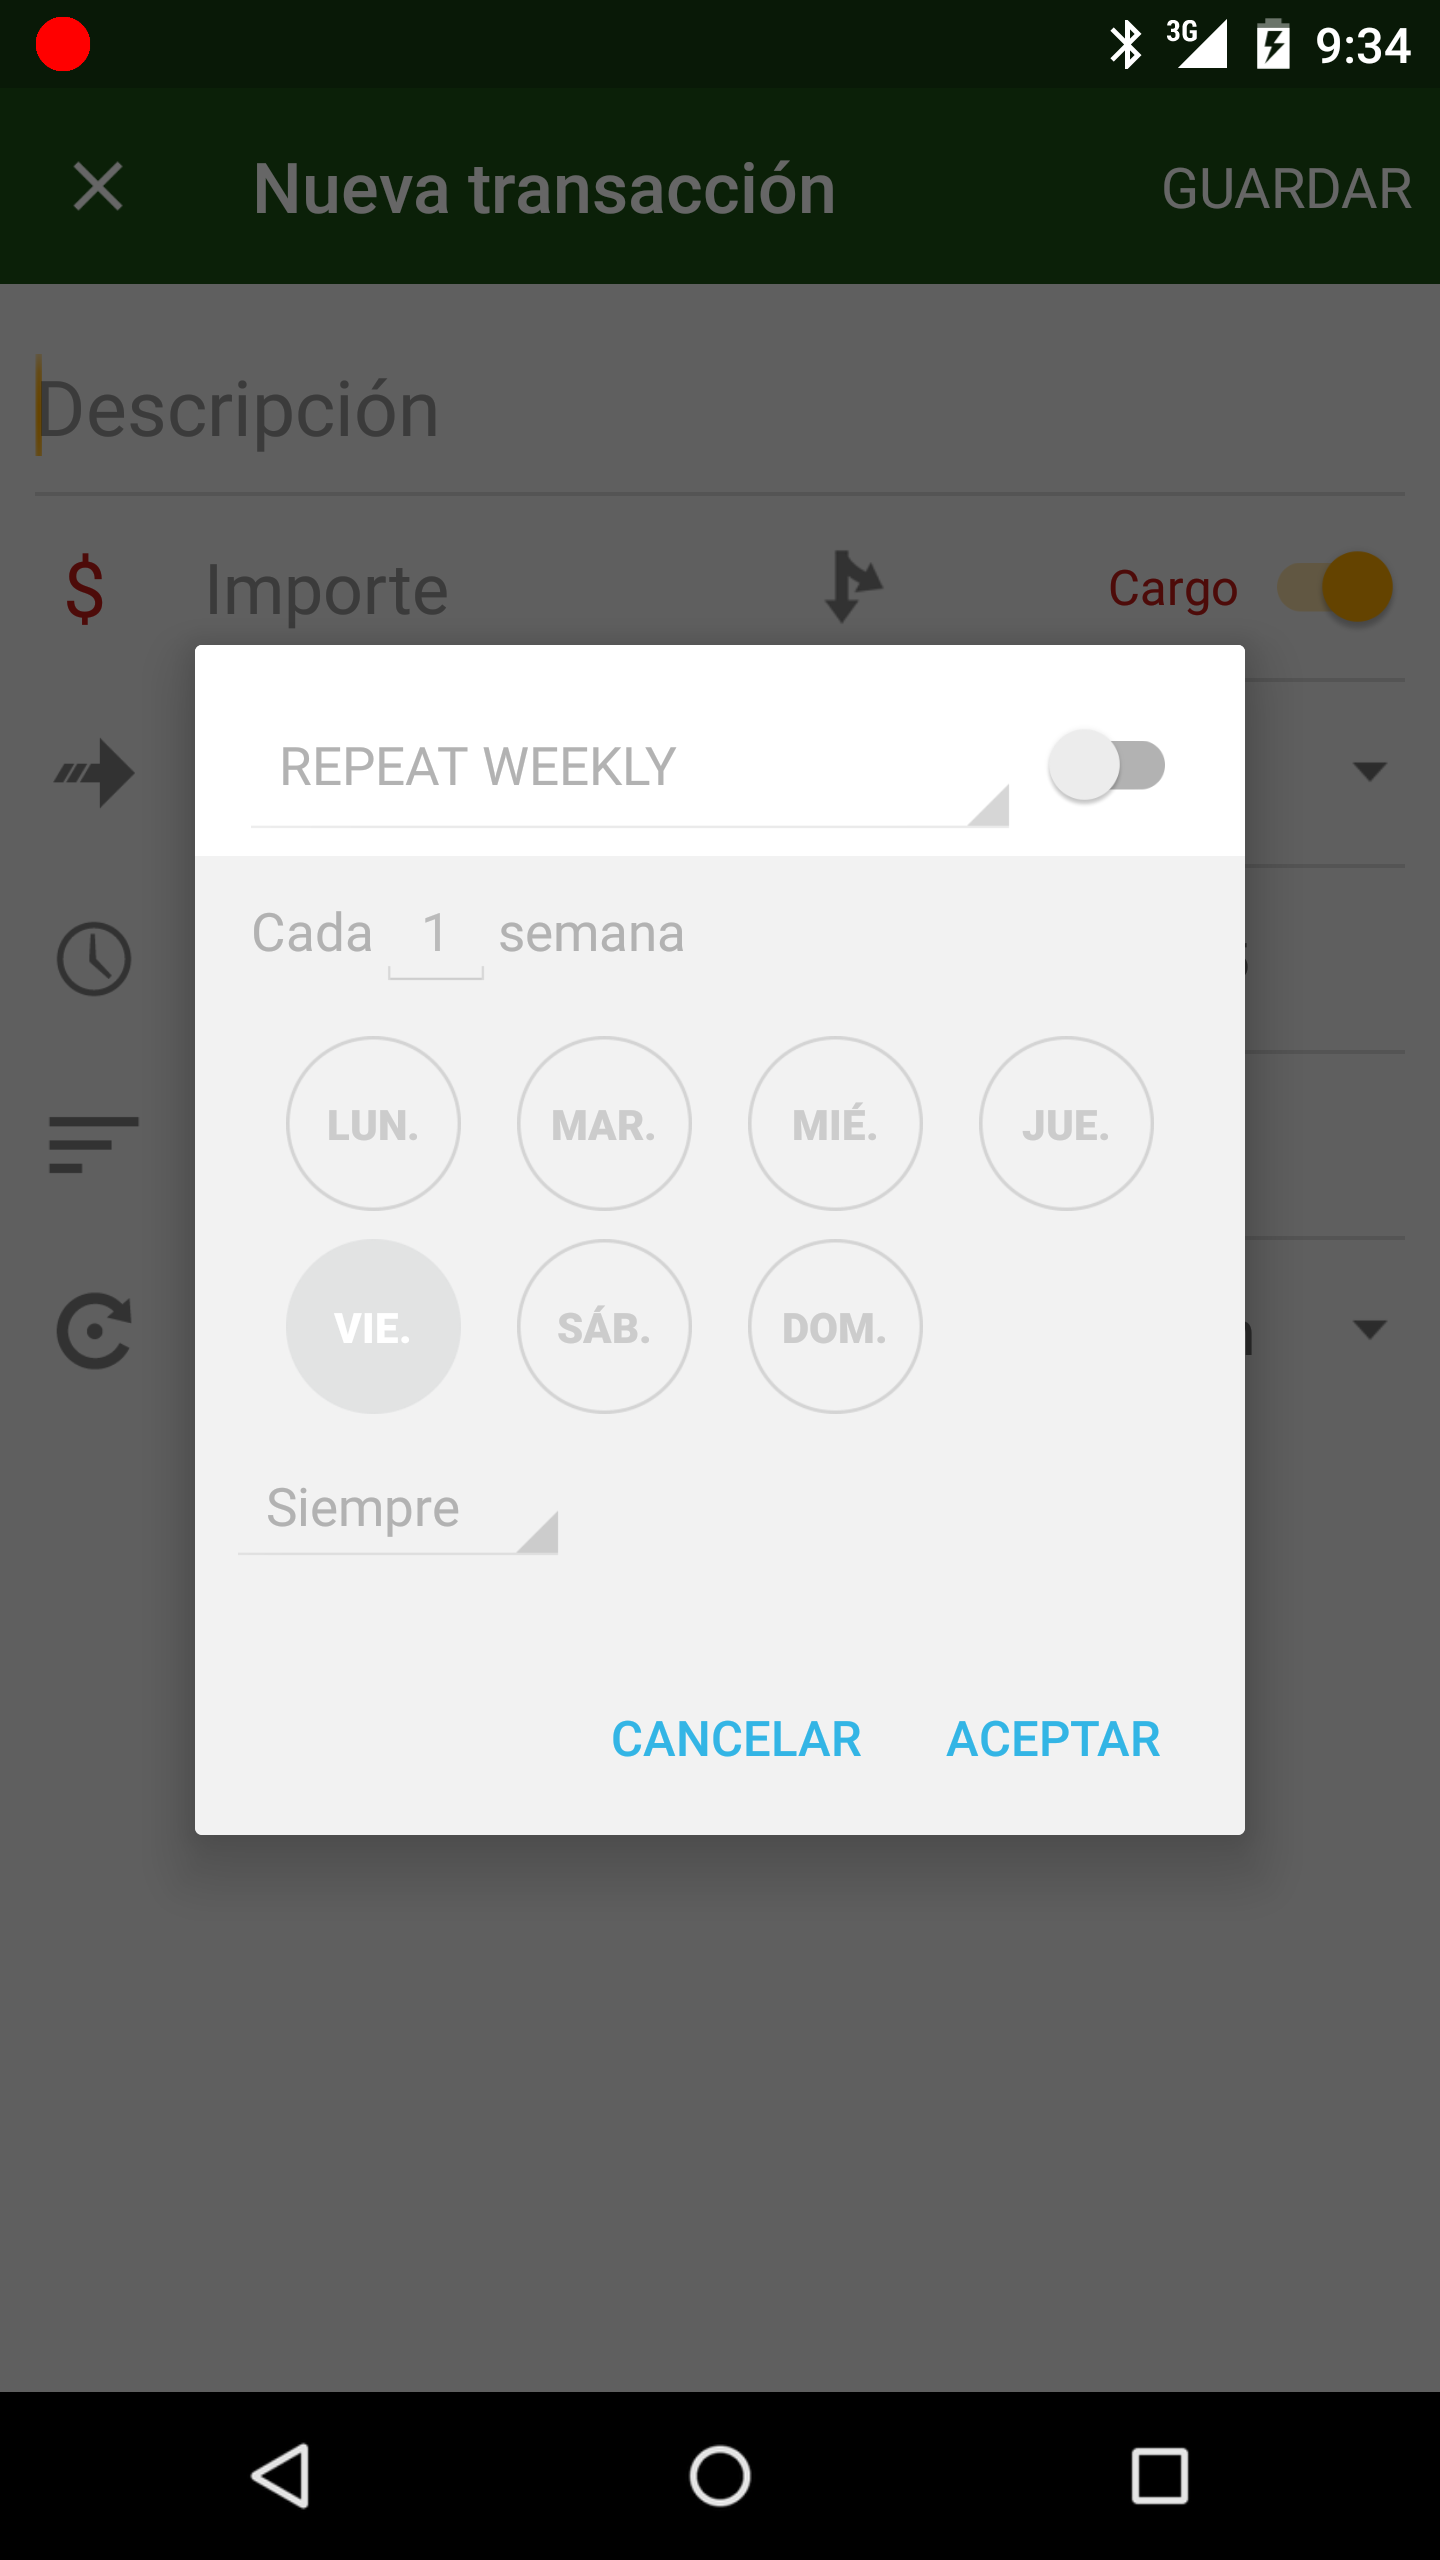 3G 9:34
Nueva transacción GUARDAR
Descripción
$ Importe Cargo
REPEAT WEEKLY
Cada 1 semana
LUN. MAR. MIÉ. JUE.
VIE. SÁB. DOM.
Siempre
CANCELAR ACEPTAR